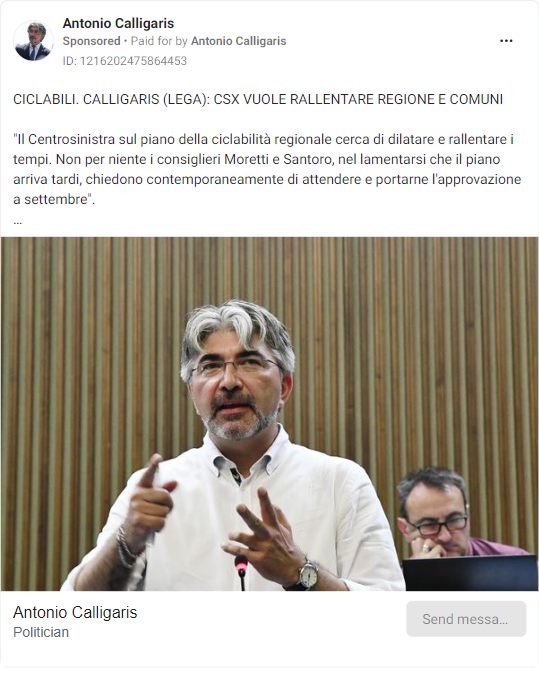 Antonio Calligaris
Sponsored • Paid for by Antonio Calligaris
ID: 1216202475864453
CICLABILI. CALLIGARIS (LEGA): CSX VUOLE RALLENTARE REGIONE E COMUNI
"Il Centrosinistra sul piano della ciclabilità regionale cerca di dilatare e rallentare i
tempi. Non per niente i consiglieri Moretti e Santoro, nel lamentarsi che il piano
arriva tardi, chiedono contemporaneamente di attendere e portarne l'approvazione
a settembre".
...
Antonio Calligaris
Politician
Send messa...